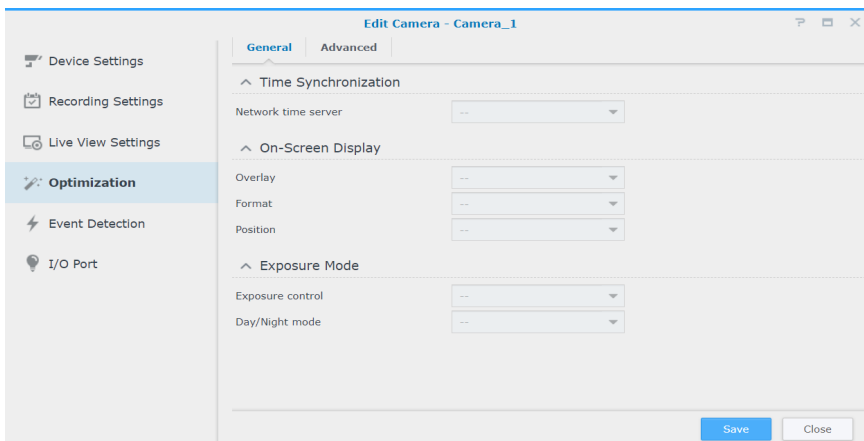 Edit Camera - Camera_1
General Advanced
Device Settings
Recording Settings
Live View Settings
Optimization
Event Detection
I/O Port
Time Synchronization
Network time server --
On-Screen Display
Overlay --
Format --
Position --
Exposure Mode
Exposure control --
Day/Night mode --
Save Close